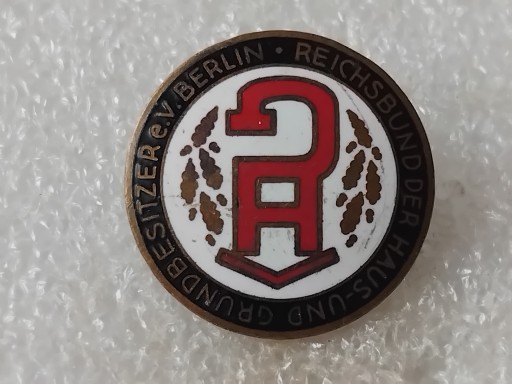 REICHSBUND DER HAUS-UND GRUNDBESITZER e.V. BERLIN •